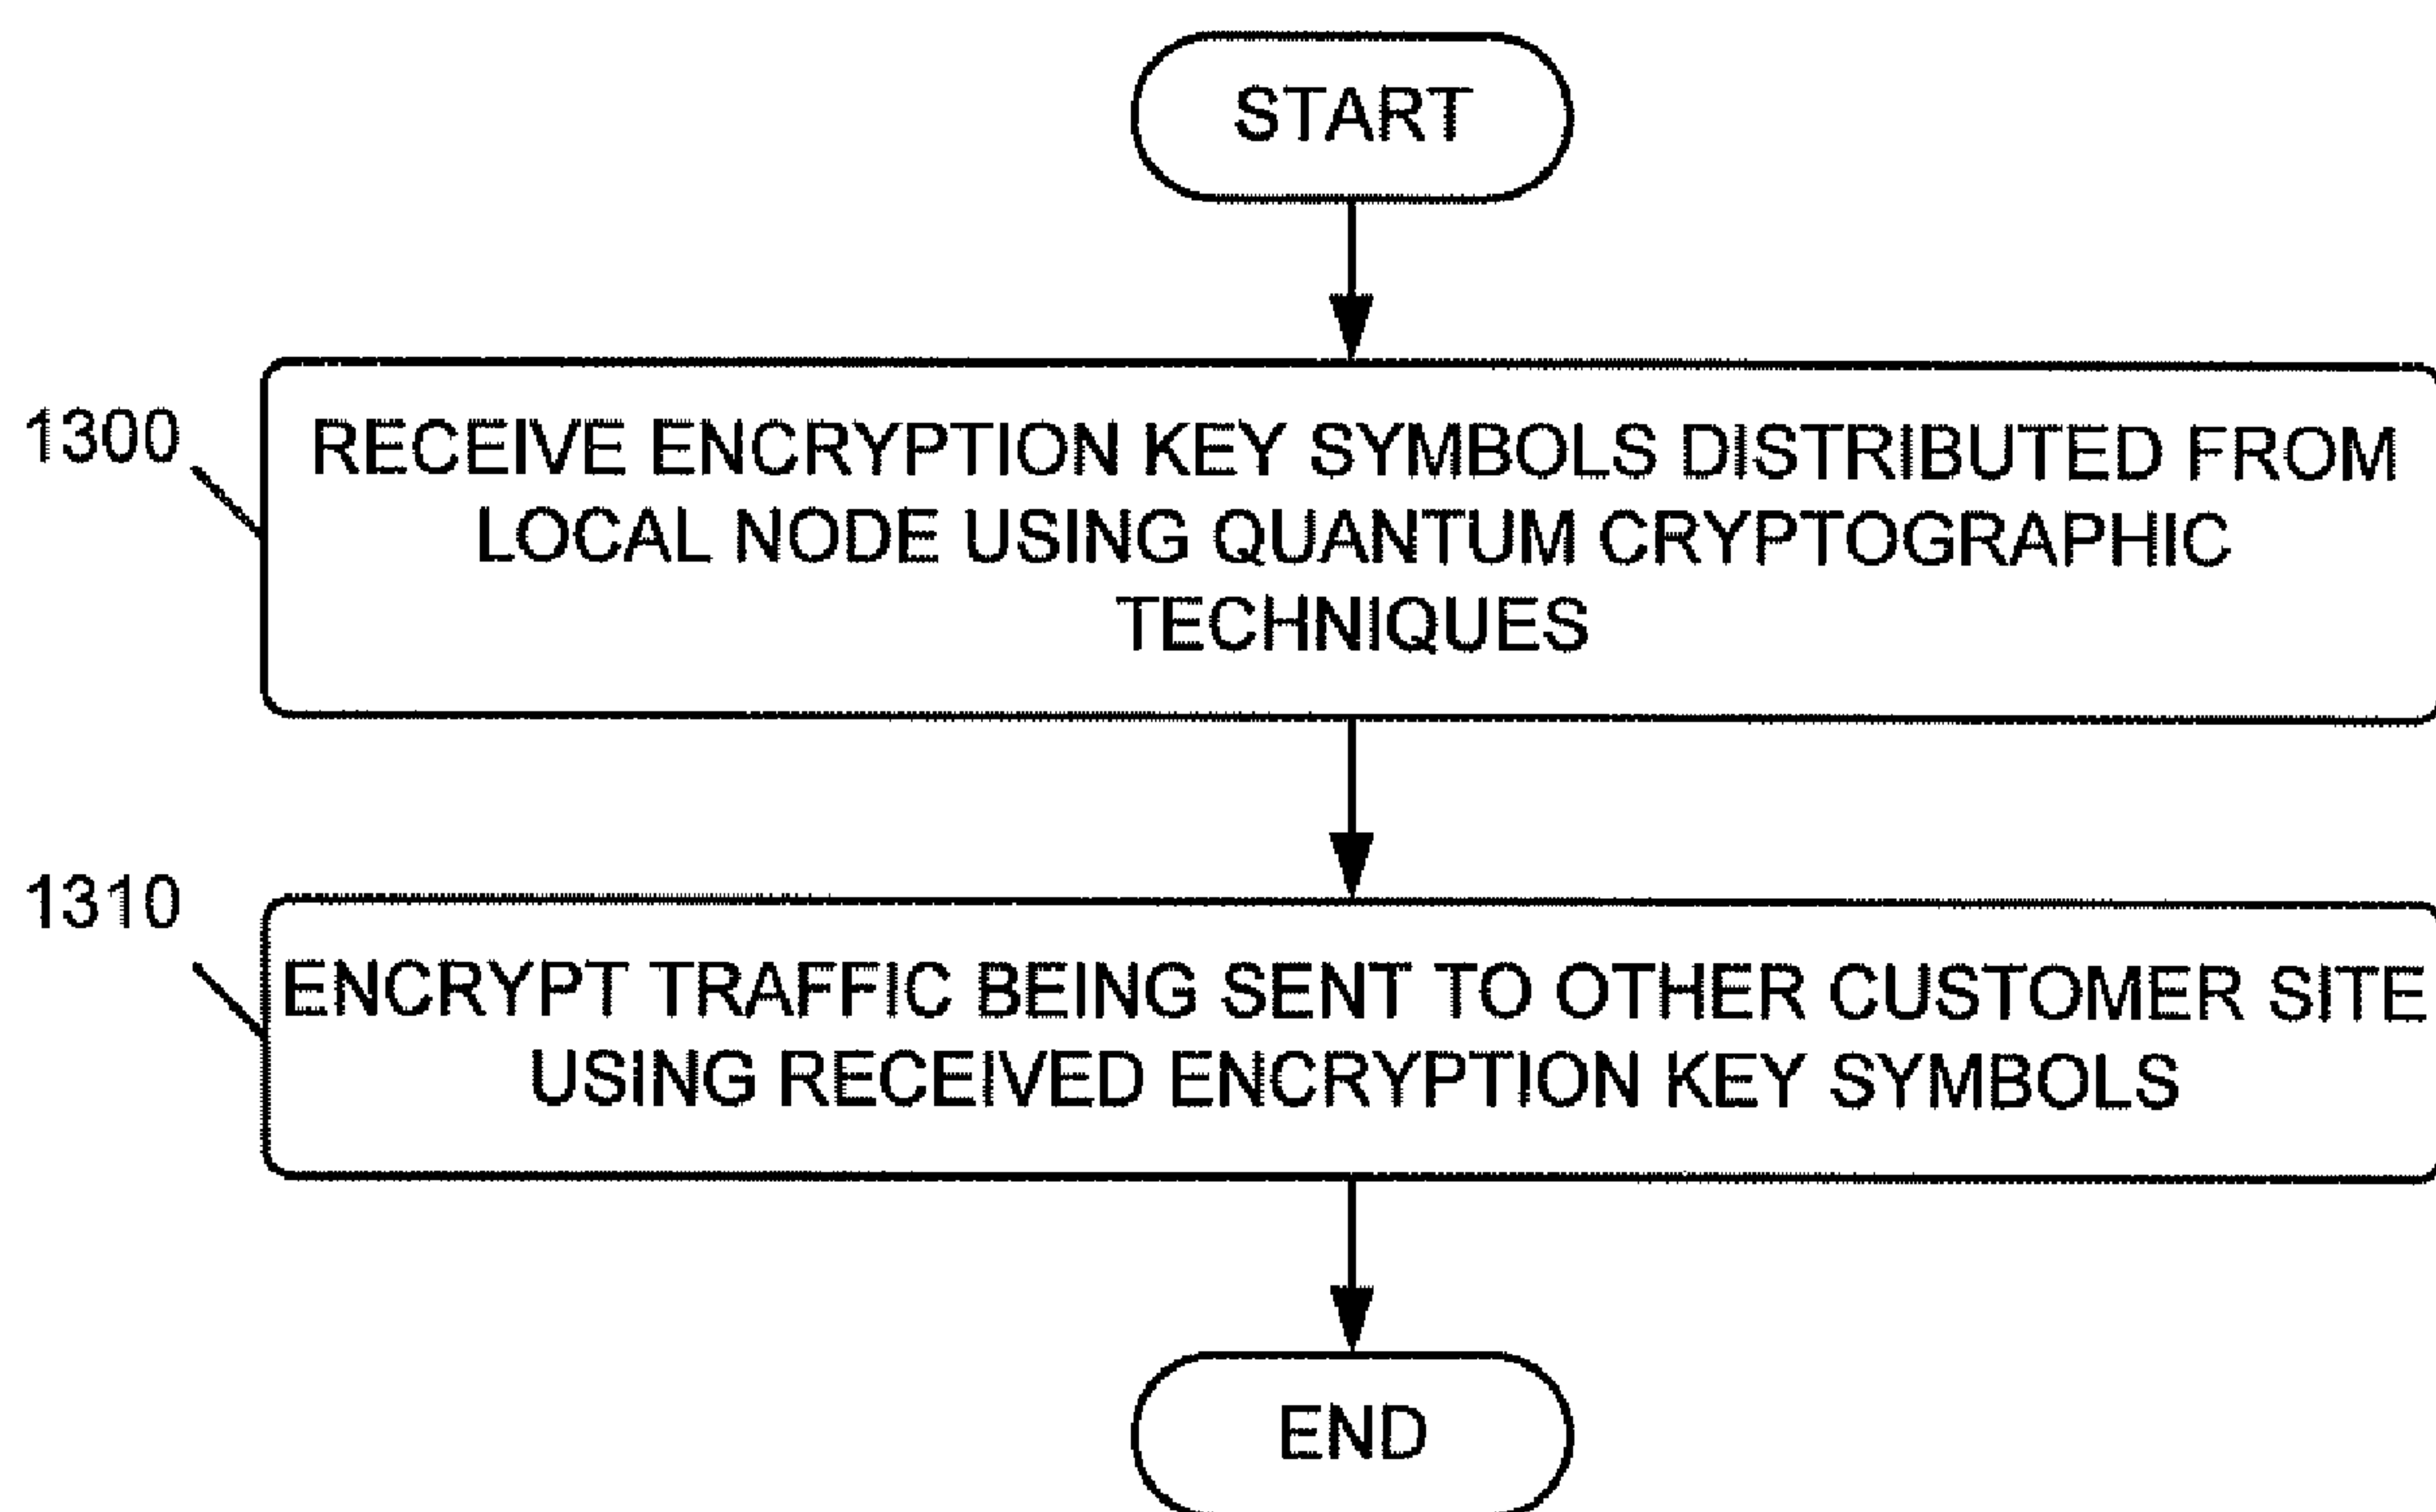 START
1300
RECEIVE ENCRYPTION KEY SYMBOLS DISTRIBUTED FROM
LOCAL NODE USING QUANTUM CRYPTOGRAPHIC
TECHNIQUES
1310
ENCRYPT TRAFFIC BEING SENT TO OTHER CUSTOMER SITE
USING RECEIVED ENCRYPTION KEY SYMBOLS
END